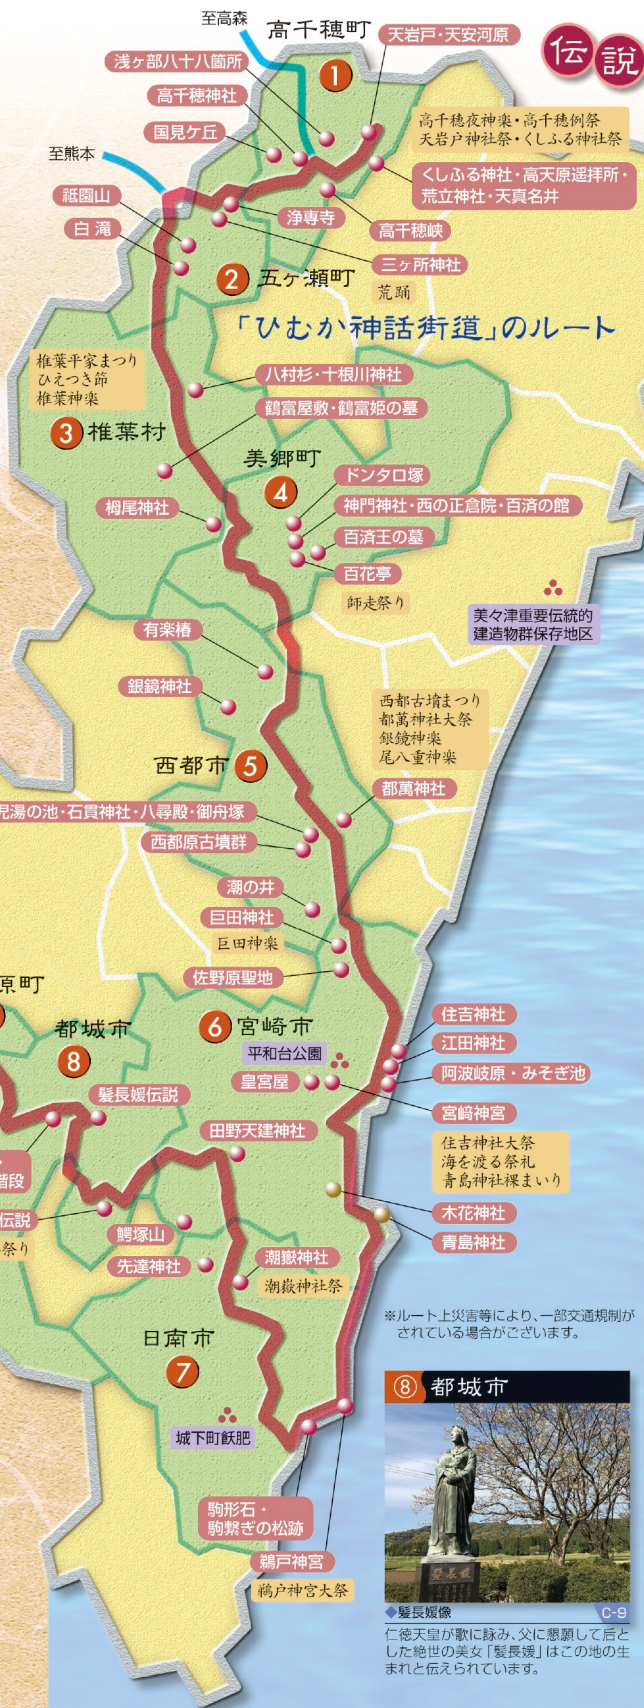 至高森
高千穂町
天岩戸・天安河原
伝説
浅ヶ部八十八箇所
①
高千穂神社
国見ケ丘
高千穂夜神楽・高千穂例祭
天岩戸神社祭・くしふる神社祭
至熊本
くしふる神社・高天原遥拝所・
荒立神社・天真名井
祗園山
浄専寺
白滝
高千穂峡
三ヶ所神社
② 五ヶ瀬町
荒踊
「ひむか神話街道」のルート
椎葉平家まつり
ひえつき節
椎葉神楽
八村杉・十根川神社
鶴富屋敷・鶴富姫の墓
③ 椎葉村
美郷町
④
ドンタロ塚
栂尾神社
神門神社・西の正倉院・百済の館
百済王の墓
百花亭
師走祭り
美々津重要伝統的
建造物群保存地区
有楽椿
銀鏡神社
西都古墳まつり
都萬神社大祭
銀鏡神楽
尾八重神楽
西都市 ⑤
都萬神社
児湯の池・石貫神社・八尋殿・御舟塚
西都原古墳群
潮の井
巨田神社
巨田神楽
佐野原聖地
原町
都城市
⑧
⑥ 宮崎市
平和台公園
皇宮屋
住吉神社
江田神社
阿波岐原・みそぎ池
宮崎神宮
髪長媛伝説
田野天建神社
住吉神社大祭
海を渡る祭礼
青島神社裸まいり
階段
伝説
祭り
木花神社
青島神社
鰐塚山
先達神社
潮嶽神社
潮嶽神社祭
※ルート上災害等により、一部交通規制が
されている場合がございます。
日南市
⑦
城下町飫肥
駒形石・
駒繋ぎの松跡
鵜戸神宮
鵜戸神宮大祭
⑧ 都城市
髪長媛
◆髪長媛像
C-9
仁徳天皇が歌に詠み、父に懇願して后と
した絶世の美女「髪長媛」はこの地の生
まれと伝えられています。